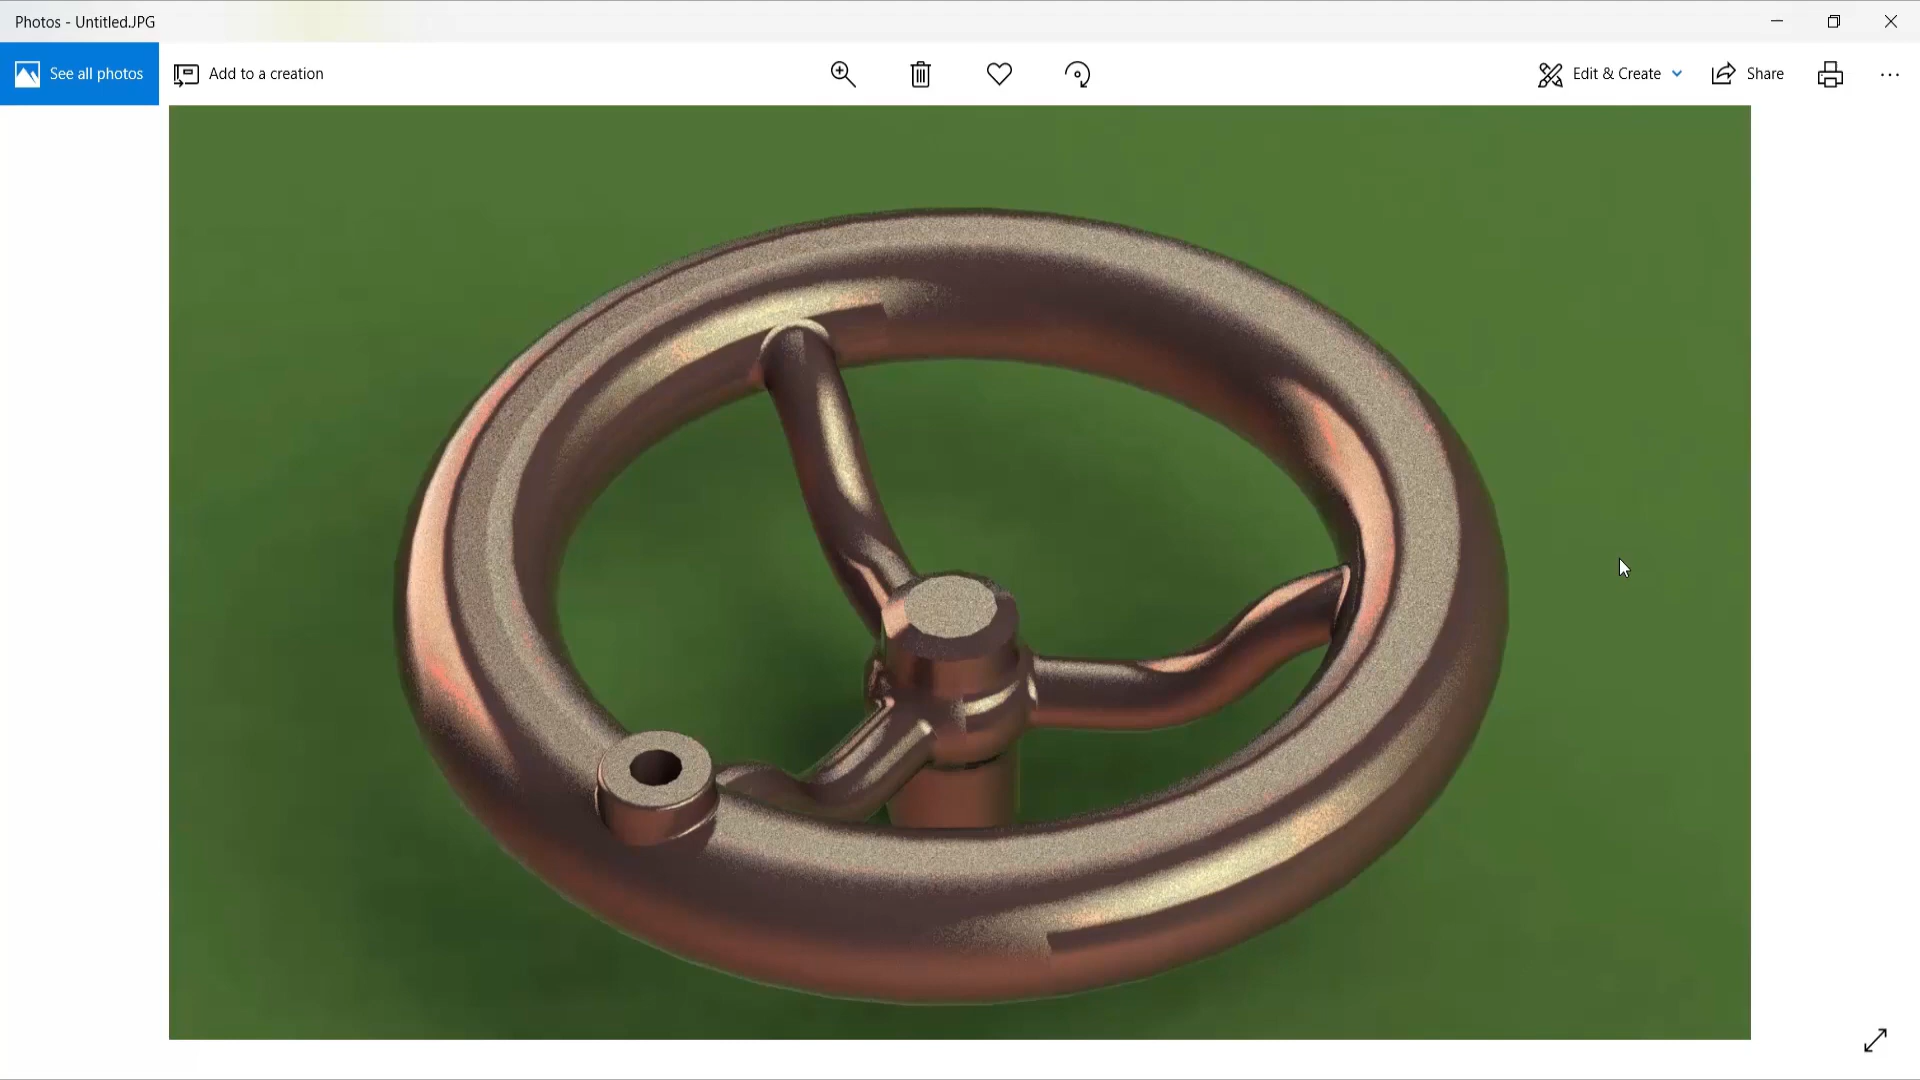 Photos - Untitled.JPG
See all photos
Add to a creation
Edit & Create
Share